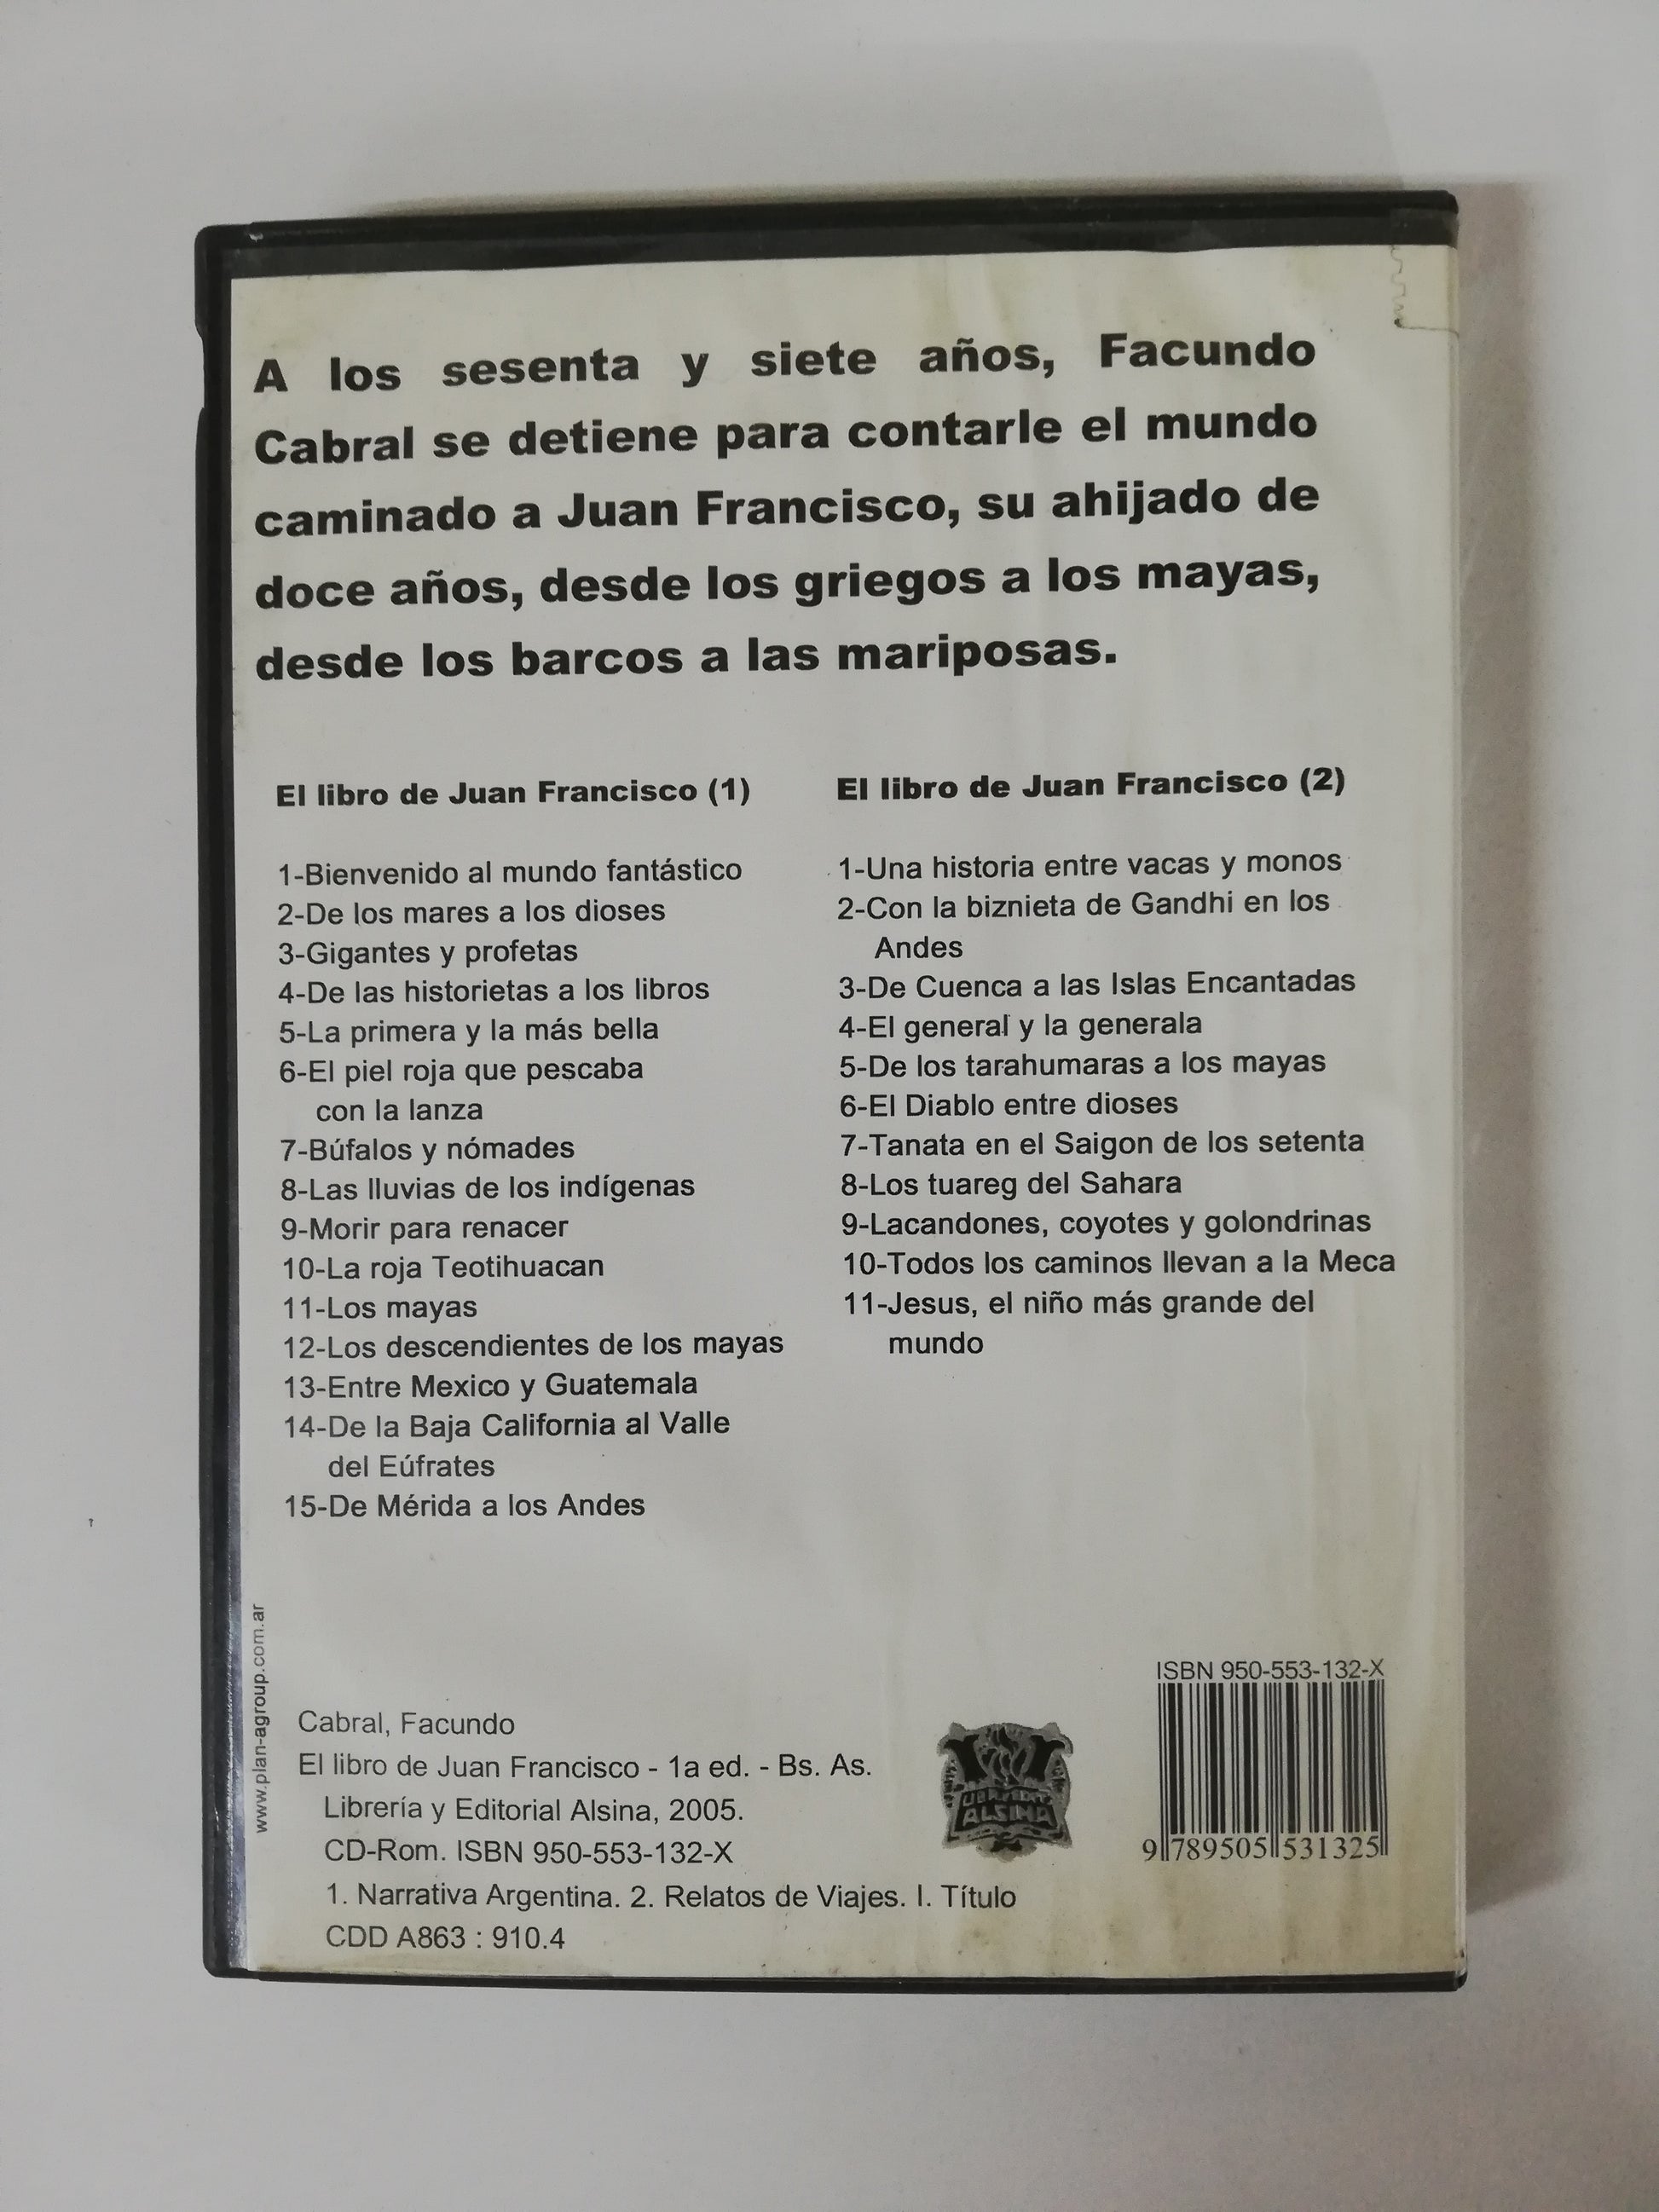 A los sesenta y siete años, Facundo
Cabral se detiene para contarle el mundo
caminado a Juan Francisco, su ahijado de
doce años, desde los griegos a los mayas,
desde los barcos a las mariposas.
El libro de Juan Francisco (1)
1-Bienvenido al mundo fantástico
2-De los mares a los dioses
3-Gigantes y profetas
4-De las historietas a los libros
5-La primera y la más bella
6-El piel roja que pescaba
con la lanza
7-Búfalos y nómades
8-Las lluvias de los indígenas
9-Morir para renacer
10-La roja Teotihuacan
11-Los mayas
12-Los descendientes de los mayas
13-Entre Mexico y Guatemala
14-De la Baja California al Valle
del Eúfrates
15-De Mérida a los Andes
El libro de Juan Francisco (2)
1-Una historia entre vacas y monos
2-Con la biznieta de Gandhi en los
Andes
3-De Cuenca a las Islas Encantadas
4-El general y la generala
5-De los tarahumaras a los mayas
6-El Diablo entre dioses
7-Tanata en el Saigon de los setenta
8-Los tuareg del Sahara
9-Lacandones, coyotes y golondrinas
10-Todos los caminos llevan a la Meca
11-Jesus, el niño más grande del
mundo
www.plan-agroup.com.ar
Cabral, Facundo
El libro de Juan Francisco - 1a ed. - Bs. As.
Librería y Editorial Alsina, 2005.
CD-Rom. ISBN 950-553-132-X
1. Narrativa Argentina. 2. Relatos de Viajes. I. Título
CDD A863 : 910.4
ALSINA
ISBN 950-553-132-X
9 789505 531325